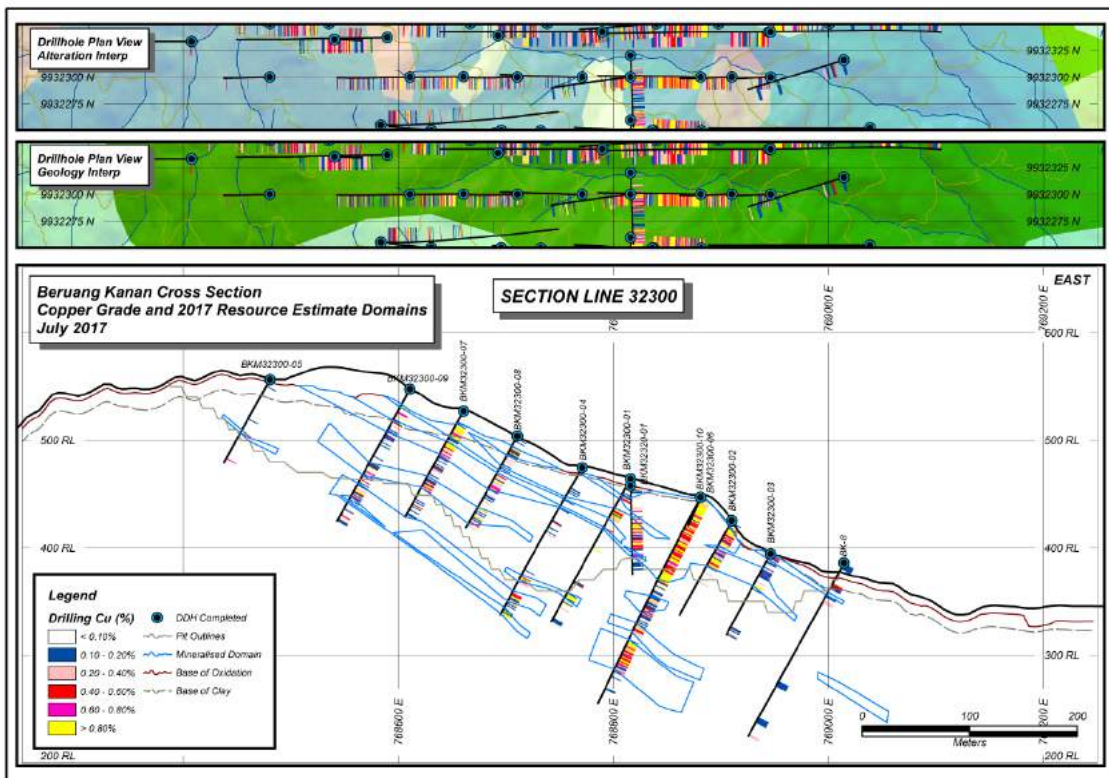 Drillhole Plan View
Alteration Interp
9932325 N
9932300 N
9932275 N
9932325 N
9932300 N
9932275 N
Drillhole Plan View
Geology Interp
9932325 N
9932300 N
9932275 N
9932325 N
9932300 N
9932275 N
Beruang Kanan Cross Section
Copper Grade and 2017 Resource Estimate Domains
July 2017
SECTION LINE 32300
EAST
769000 E
769200 E
600 RL
500 RL
400 RL
300 RL
200 RL
500 RL
400 RL
200 RL
BKM32300-05
BKM32300-09
BKM32300-07
BKM32300-08
BKM32300-04
BKM32300-01
BKM32320-01
BKM32300-10
BKM32300-06
BKM32300-02
BKM32300-03
BK-8
Legend
Drilling Cu (%)
< 0.10%
0.10 - 0.20%
0.20 - 0.40%
0.40 - 0.60%
0.60 - 0.80%
> 0.80%
DDH Completed
Pit Outlines
Mineralised Domain
Base of Oxidation
Base of Clay
768600 E
768800 E
769000 E
769200 E
0 100 200
Meters